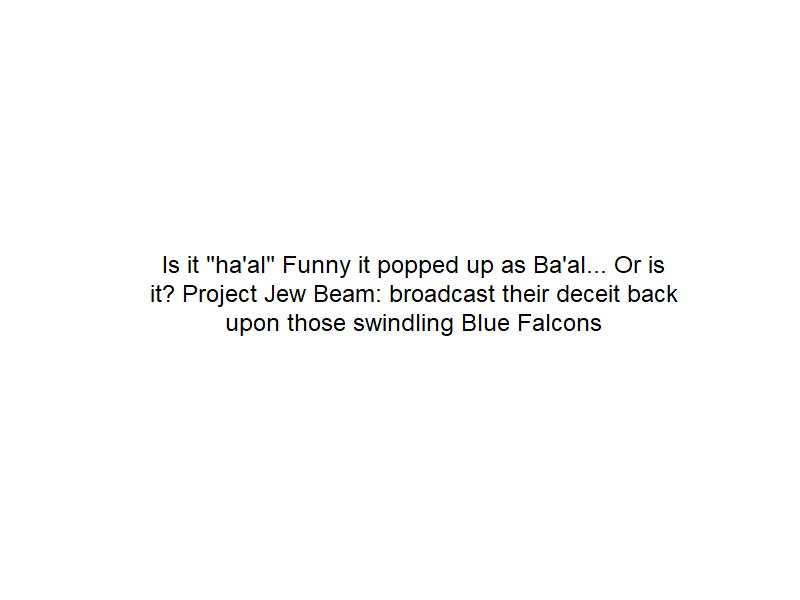 Is it "ha'al" Funny it popped up as Ba'al... Or is
it? Project Jew Beam: broadcast their deceit back
upon those swindling Blue Falcons